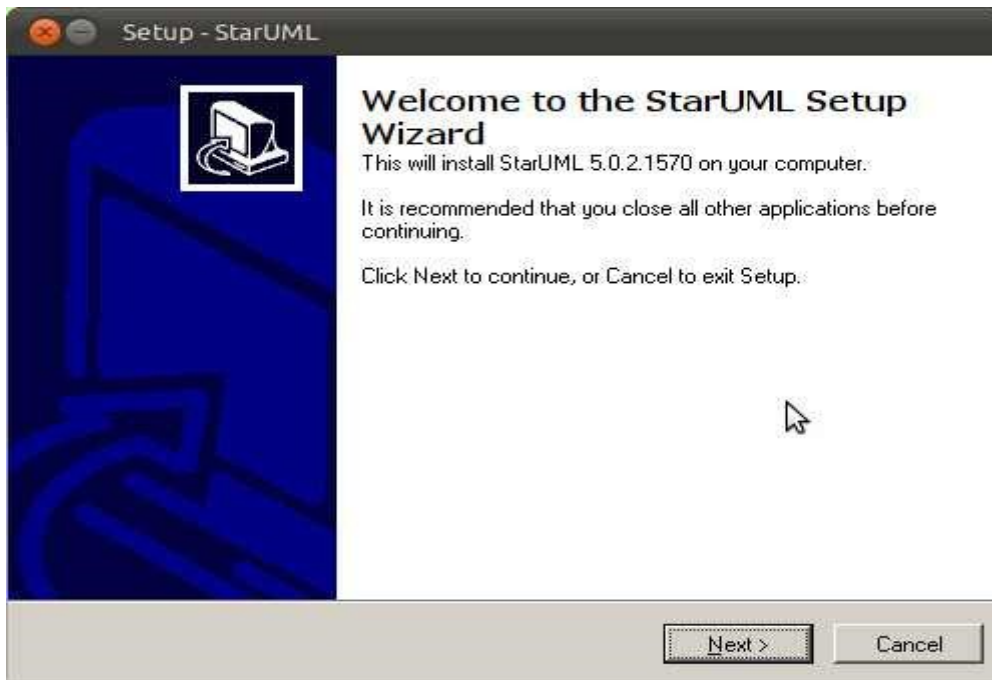 Setup - StarUML
Welcome to the StarUML Setup
Wizard
This will install StarUML 5.0.2.1570 on your computer.
It is recommended that you close all other applications before
continuing.
Click Next to continue, or Cancel to exit Setup.
Next >
Cancel